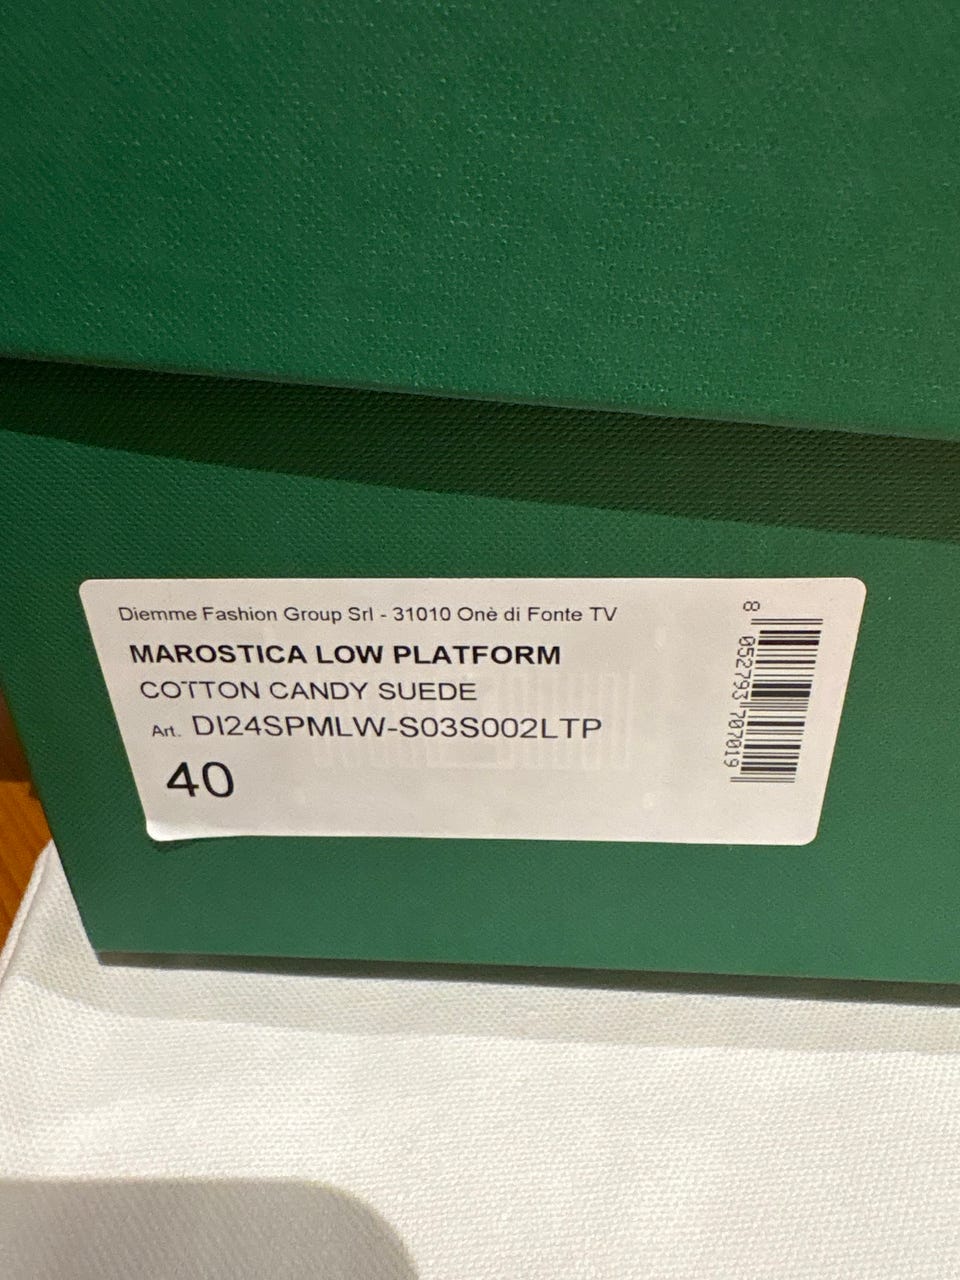 Diemme Fashion Group Srl - 31010 Onè di Fonte TV
MAROSTICA LOW PLATFORM
COTTON CANDY SUEDE
Art. DI24SPMLW-S03S002LTP
40
8 052793 707019